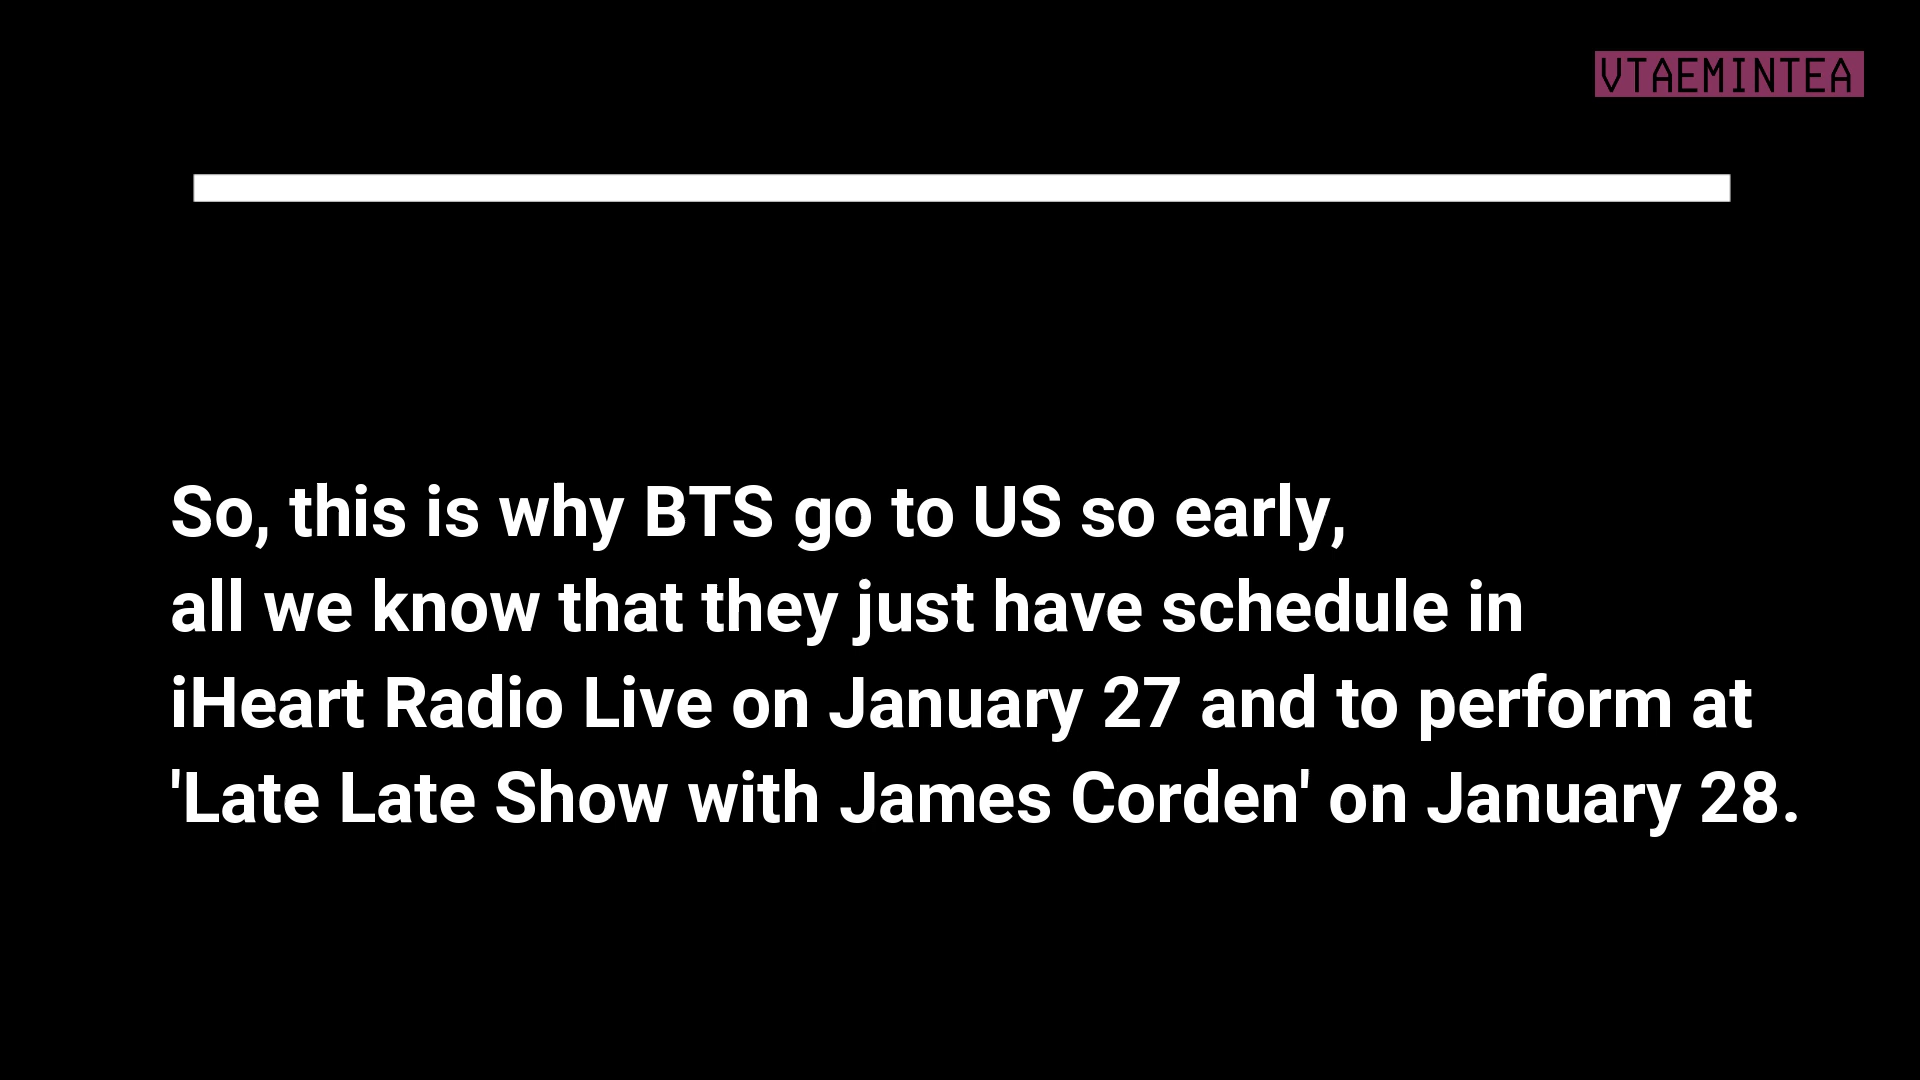 VTAEMINTEA
So, this is why BTS go to US so early,
all we know that they just have schedule in
iHeart Radio Live on January 27 and to perform at
'Late Late Show with James Corden' on January 28.